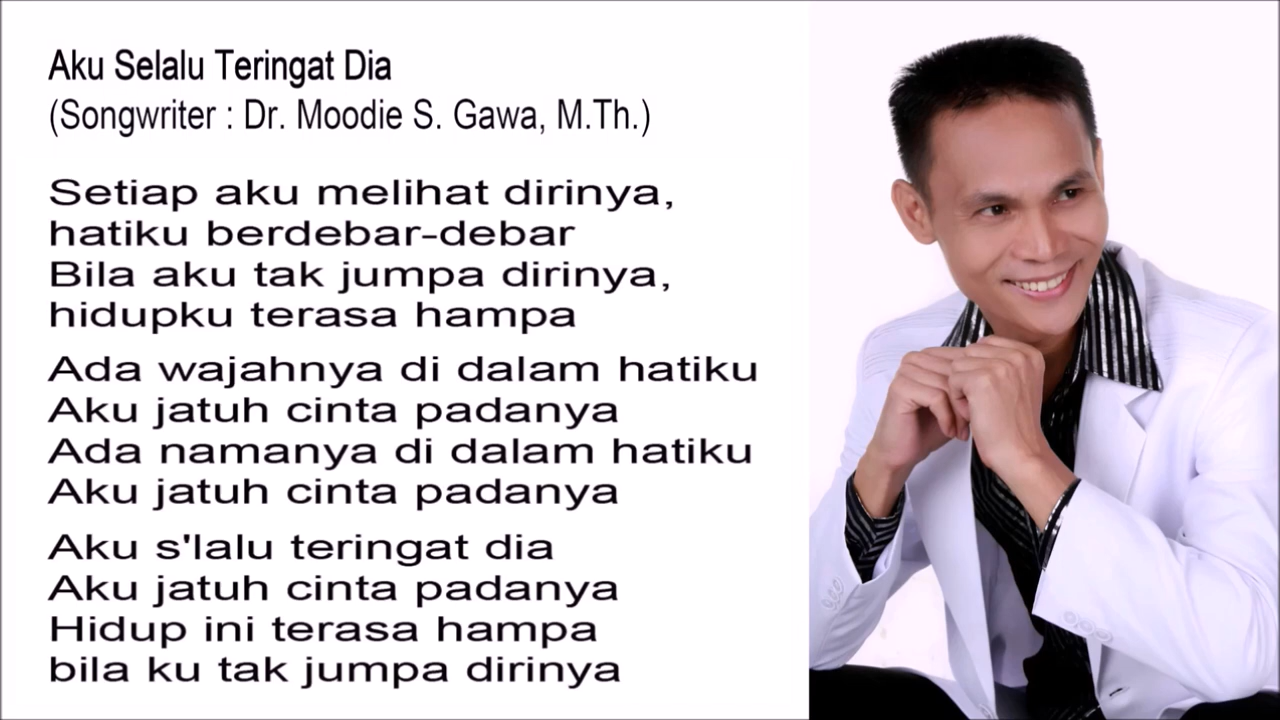 Aku Selalu Teringat Dia
(Songwriter : Dr. Moodie S. Gawa, M.Th.)
Setiap aku melihat dirinya,
hatiku berdebar-debar
Bila aku tak jumpa dirinya,
hidupku terasa hampa
Ada wajahnya di dalam hatiku
Aku jatuh cinta padanya
Ada namanya di dalam hatiku
Aku jatuh cinta padanya
Aku s'lalu teringat dia
Aku jatuh cinta padanya
Hidup ini terasa hampa
bila ku tak jumpa dirinya